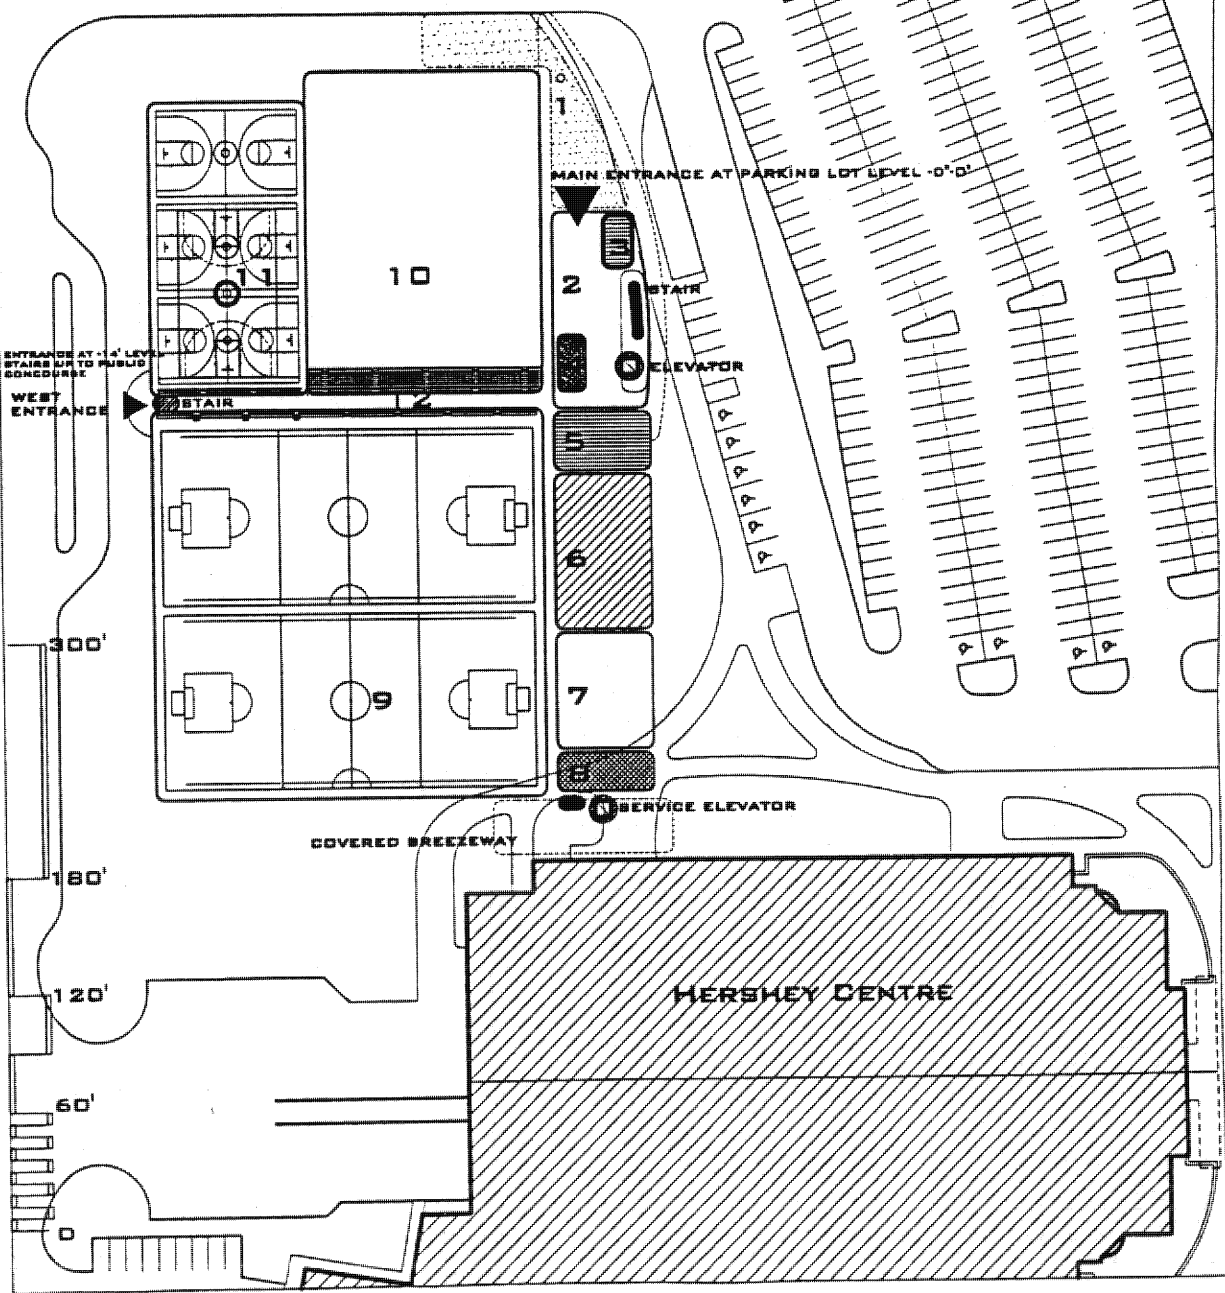 1
MAIN ENTRANCE AT PARKING LOT LEVEL -0'-0"
3
2
10
11
STAIR
ENTRANCE AT -14' LEVEL
STAIRS UP TO PUBLIC
CONCOURSE
ELEVATOR
WEST
ENTRANCE
STAIR
2
5
6
300'
7
9
8
SERVICE ELEVATOR
COVERED BREEZEWAY
180'
HERSHEY CENTRE
120'
60'
0